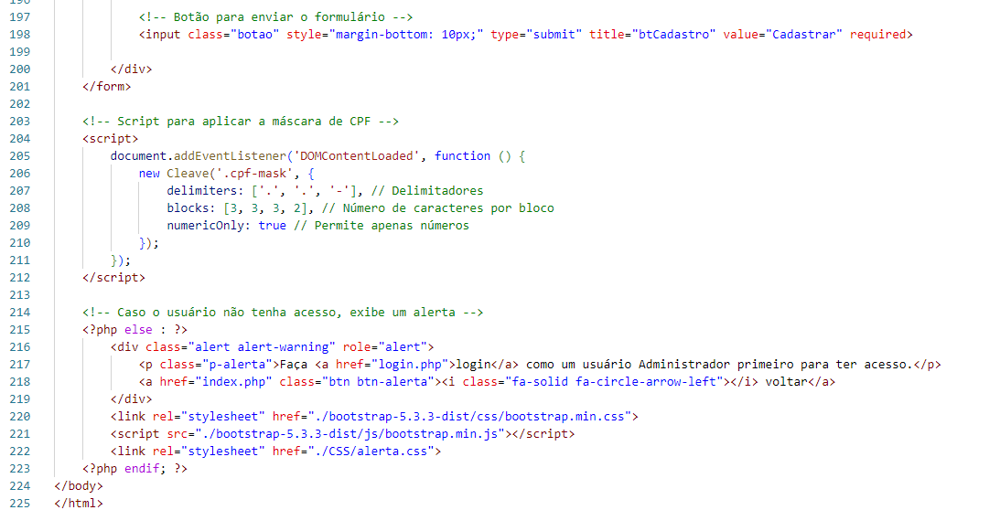 197 <!-- Botão para enviar o formulário -->
198 <input class="botao" style="margin-bottom: 10px;" type="submit" title="btCadastro" value="Cadastrar" required>
199
200 </div>
201 </form>
202
203 <!-- Script para aplicar a máscara de CPF -->
204 <script>
205 document.addEventListener('DOMContentLoaded', function () {
206 new Cleave('.cpf-mask', {
207 delimiters: ['.', '.', '-'], // Delimitadores
208 blocks: [3, 3, 3, 2], // Número de caracteres por bloco
209 numericOnly: true // Permite apenas números
210 });
211 });
212 </script>
213
214 <!-- Caso o usuário não tenha acesso, exibe um alerta -->
215 <?php else : ?>
216 <div class="alert alert-warning" role="alert">
217 <p class="p-alerta">Faça <a href="login.php">login</a> como um usuário Administrador primeiro para ter acesso.</p>
218 <a href="index.php" class="btn btn-alerta"><i class="fa-solid fa-circle-arrow-left"></i> voltar</a>
219 </div>
220 <link rel="stylesheet" href="./bootstrap-5.3.3-dist/css/bootstrap.min.css">
221 <script src="./bootstrap-5.3.3-dist/js/bootstrap.min.js"></script>
222 <link rel="stylesheet" href="./CSS/alerta.css">
223 <?php endif; ?>
224 </body>
225 </html>